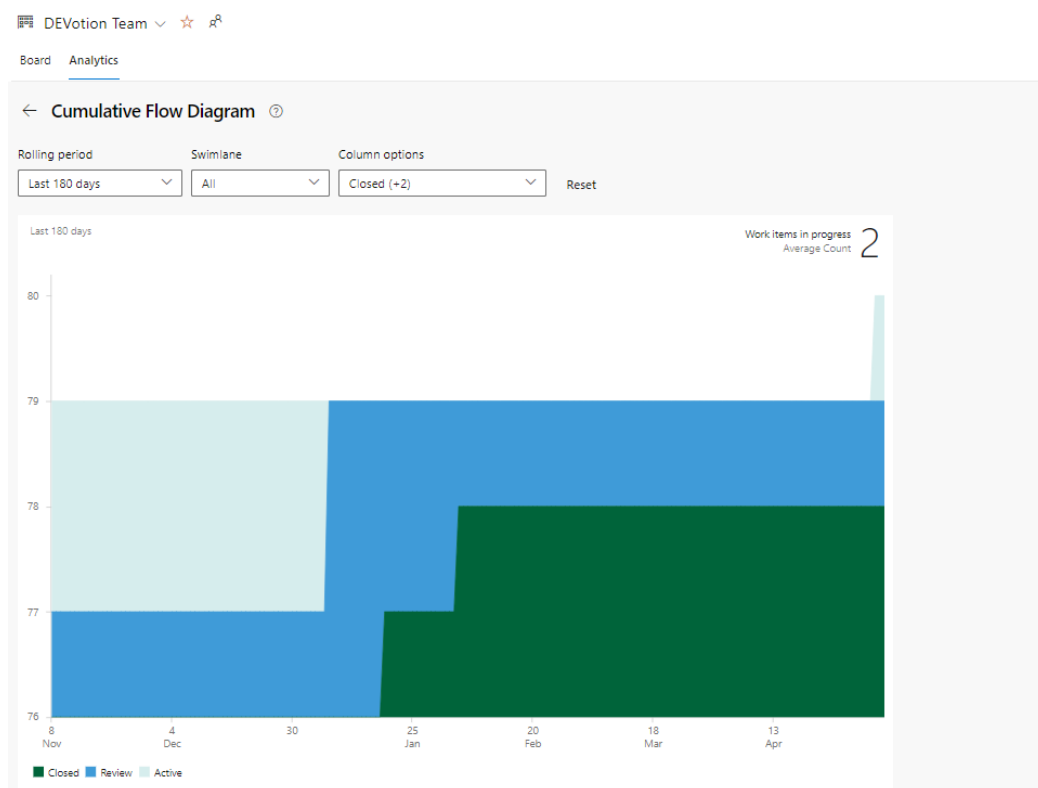 DEVotion Team
Board Analytics
Cumulative Flow Diagram ?
Rolling period Swimlane Column options
Last 180 days All Closed (+2) Reset
Last 180 days
Work items in progress
Average Count
2
80
79
78
77
76
8 4 30 25 20 18 13
Nov Dec Jan Feb Mar Apr
Closed Review Active